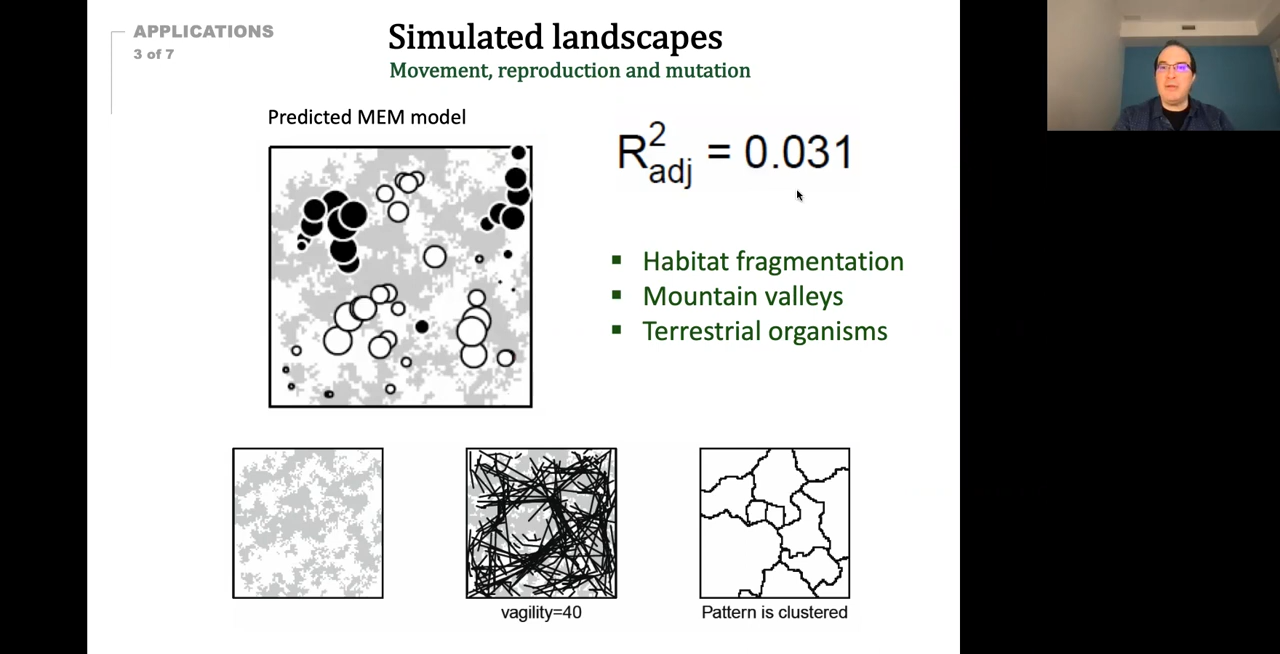 APPLICATIONS
3 of 7
Simulated landscapes
Movement, reproduction and mutation
Predicted MEM model
R²adj = 0.031
▪ Habitat fragmentation
▪ Mountain valleys
▪ Terrestrial organisms
vagility=40
Pattern is clustered